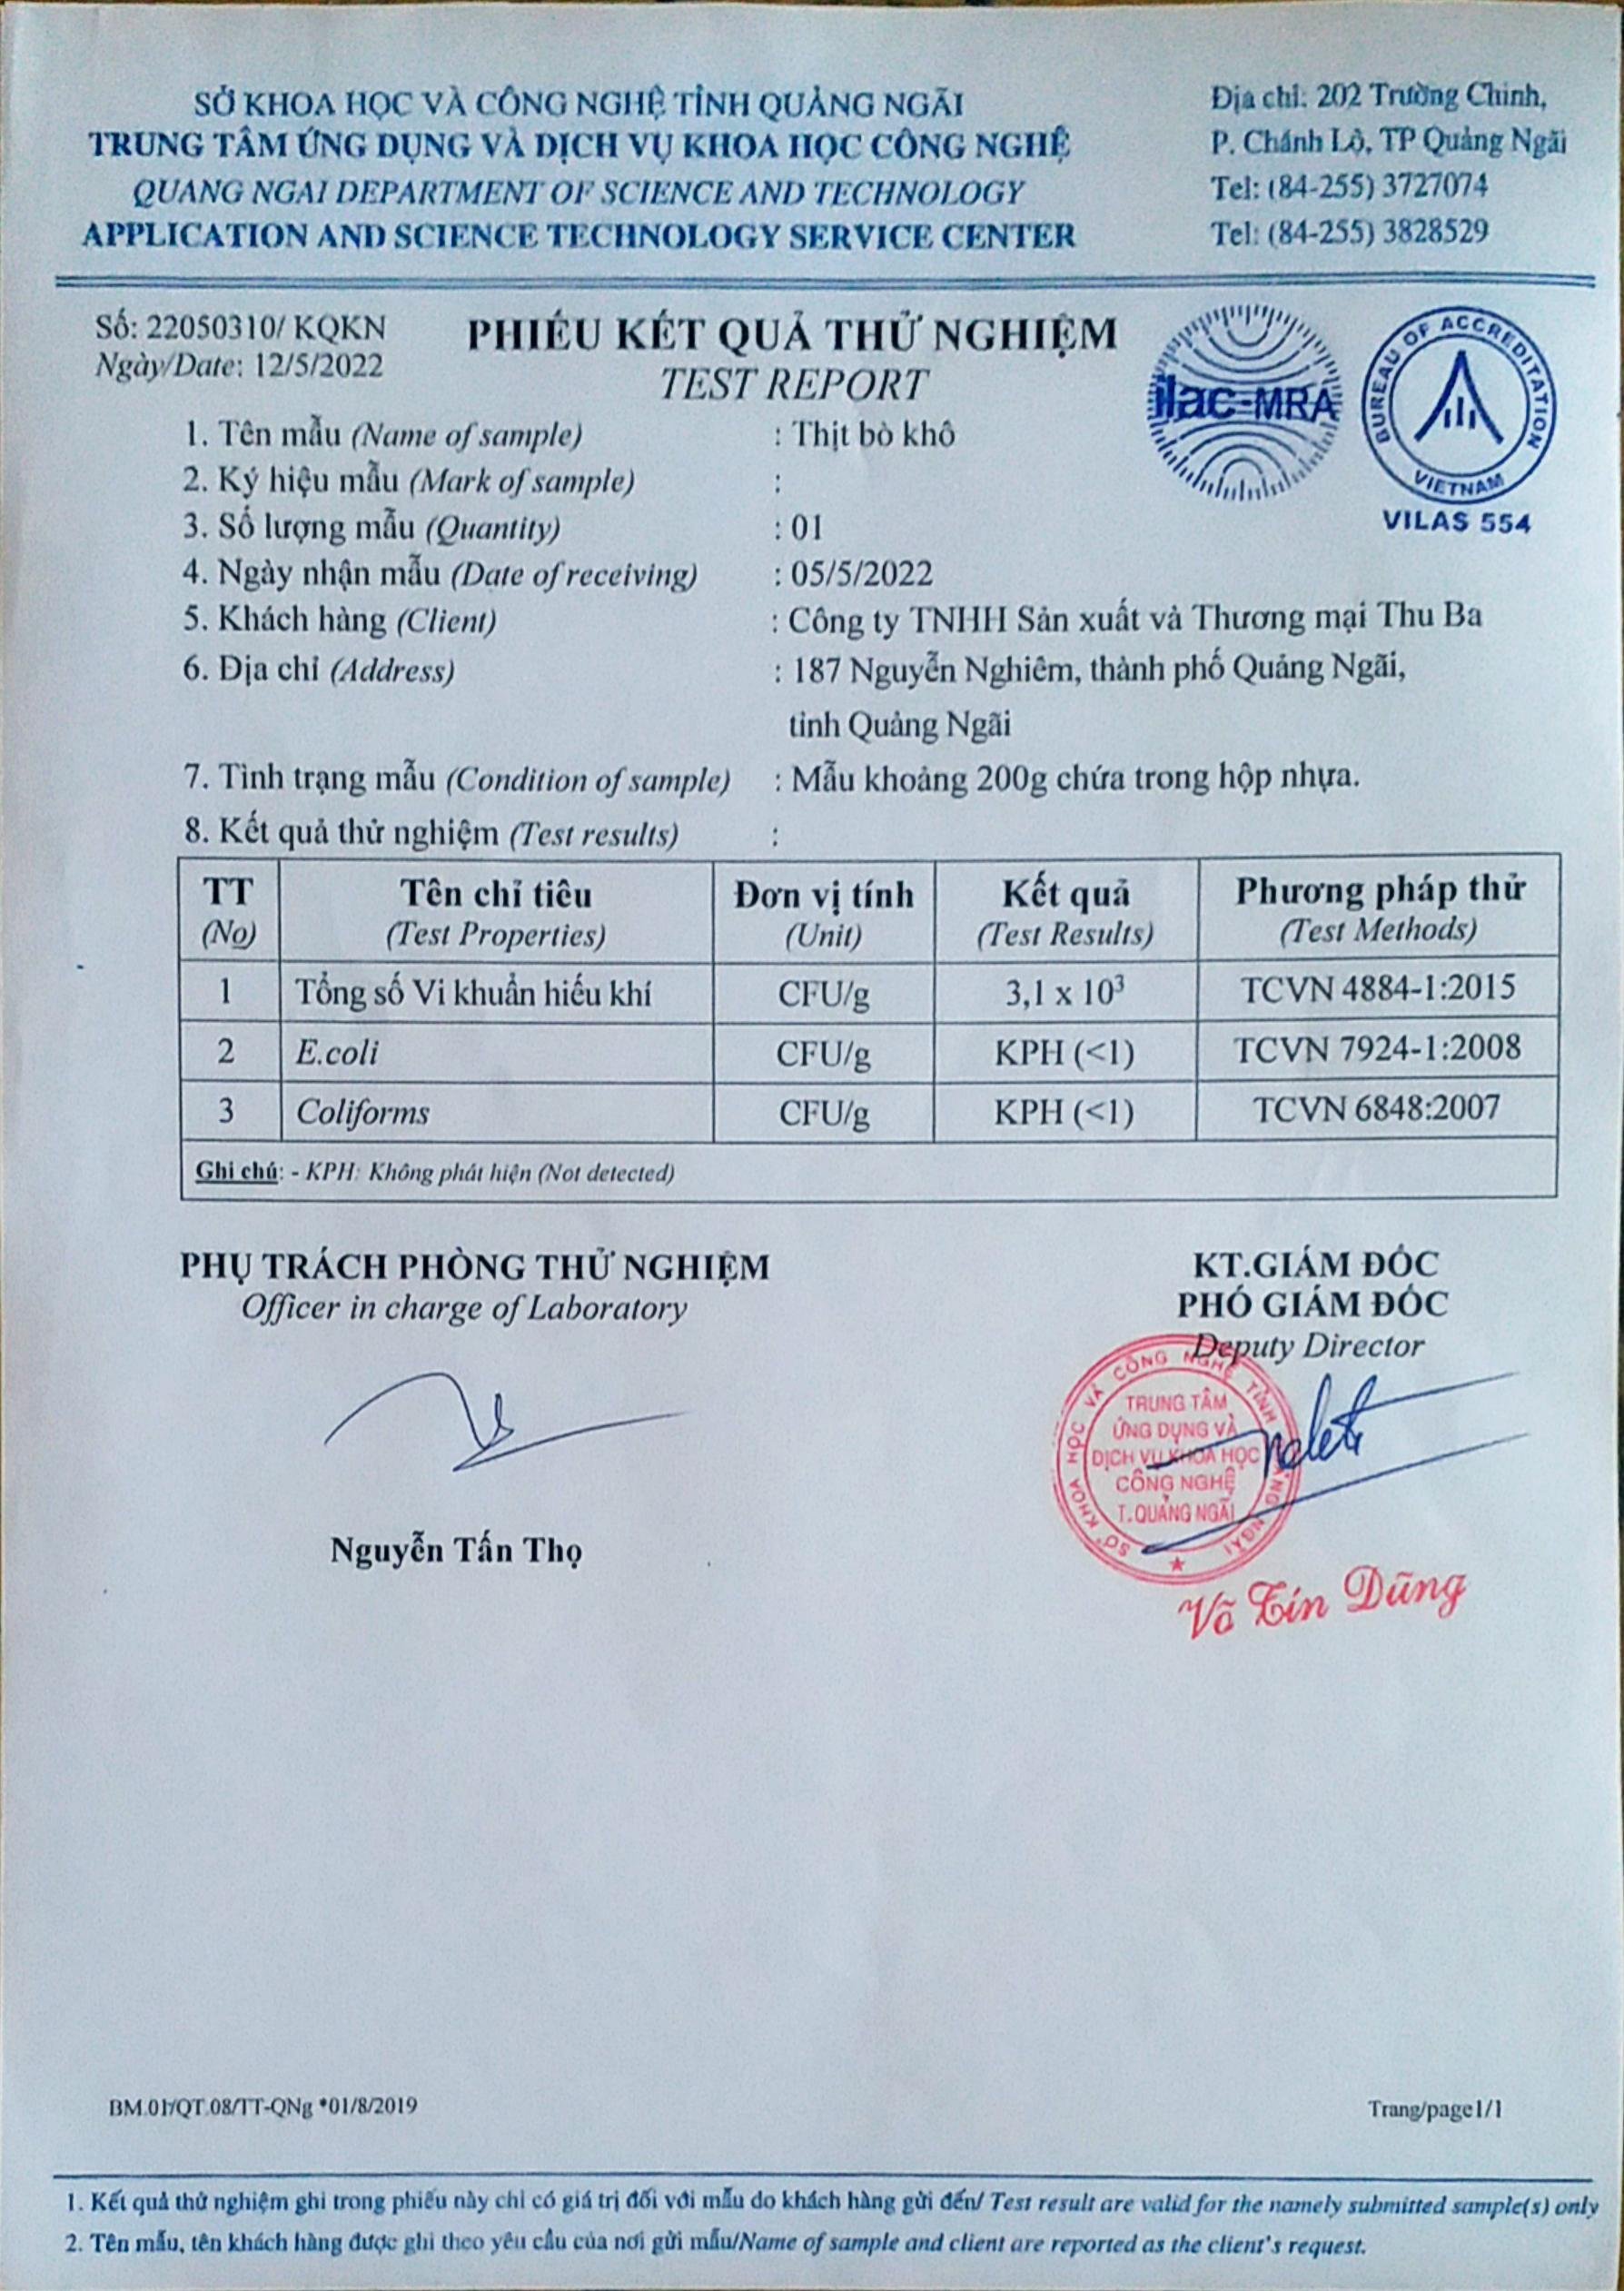 SỞ KHOA HỌC VÀ CÔNG NGHỆ TỈNH QUẢNG NGÃI
TRUNG TÂM ỨNG DỤNG VÀ DỊCH VỤ KHOA HỌC CÔNG NGHỆ
QUANG NGAI DEPARTMENT OF SCIENCE AND TECHNOLOGY
APPLICATION AND SCIENCE TECHNOLOGY SERVICE CENTER
Địa chỉ: 202 Trường Chinh,
P. Chánh Lộ, TP Quảng Ngãi
Tel: (84-255) 3727074
Tel: (84-255) 3828529
Số: 22050310/ KQKN
Ngày/Date: 12/5/2022
PHIẾU KẾT QUẢ THỬ NGHIỆM
TEST REPORT
ilac-MRA
BUREAU OF ACCREDITATION
VIETNAM
VILAS 554
1. Tên mẫu (Name of sample) : Thịt bò khô
2. Ký hiệu mẫu (Mark of sample) :
3. Số lượng mẫu (Quantity) : 01
4. Ngày nhận mẫu (Date of receiving) : 05/5/2022
5. Khách hàng (Client) : Công ty TNHH Sản xuất và Thương mại Thu Ba
6. Địa chỉ (Address) : 187 Nguyễn Nghiêm, thành phố Quảng Ngãi,
tỉnh Quảng Ngãi
7. Tình trạng mẫu (Condition of sample) : Mẫu khoảng 200g chứa trong hộp nhựa.
8. Kết quả thử nghiệm (Test results) :
TT Tên chỉ tiêu Đơn vị tính Kết quả Phương pháp thử
(No) (Test Properties) (Unit) (Test Results) (Test Methods)
1 Tổng số Vi khuẩn hiếu khí CFU/g 3,1 x 10³ TCVN 4884-1:2015
2 E.coli CFU/g KPH (<1) TCVN 7924-1:2008
3 Coliforms CFU/g KPH (<1) TCVN 6848:2007
Ghi chú: - KPH: Không phát hiện (Not detected)
PHỤ TRÁCH PHÒNG THỬ NGHIỆM
Officer in charge of Laboratory
Nguyễn Tấn Thọ
KT.GIÁM ĐỐC
PHÓ GIÁM ĐỐC
Deputy Director
SỞ KHOA HỌC VÀ CÔNG NGHỆ TỈNH QUẢNG NGÃI
TRUNG TÂM
ỨNG DỤNG VÀ
DỊCH VỤ KHOA HỌC
CÔNG NGHỆ
T.QUẢNG NGÃI
Võ Tín Dũng
BM.01/QT.08/TT-QNg *01/8/2019
Trang/page1/1
1. Kết quả thử nghiệm ghi trong phiếu này chỉ có giá trị đối với mẫu do khách hàng gửi đến/ Test result are valid for the namely submitted sample(s) only
2. Tên mẫu, tên khách hàng được ghi theo yêu cầu của nơi gửi mẫu/Name of sample and client are reported as the client's request.